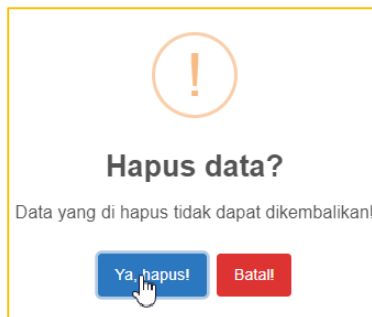 !
Hapus data?
Data yang di hapus tidak dapat dikembalikan!
Ya, hapus!
Batal!